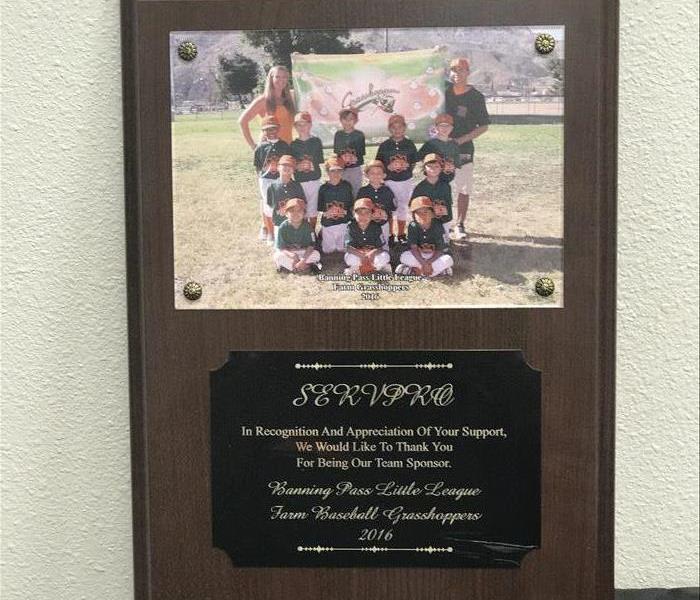 Grasshoppers
Banning Pass Little League
Farm Grasshoppers
2016
SERVPRO
In Recognition And Appreciation Of Your Support,
We Would Like To Thank You
For Being Our Team Sponsor.
Banning Pass Little League
Farm Baseball Grasshoppers
2016